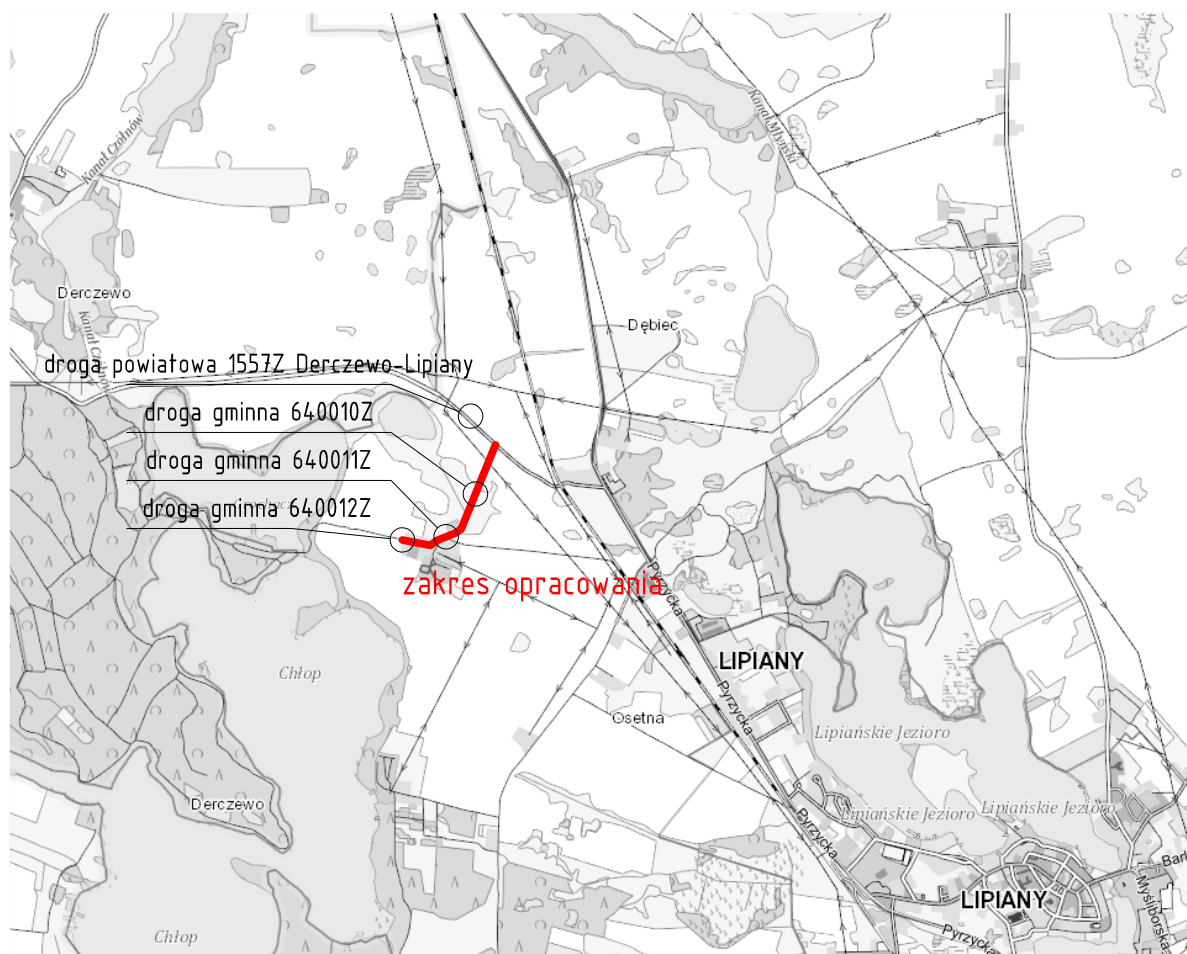 Kanał Młyński
Kanał Czółnów
Derczewo
Kanał Czółnów
Dębiec
droga powiatowa 1557Z Derczewo-Lipiany
droga gminna 640010Z
droga gminna 640011Z
droga gminna 640012Z
zakres opracowania
Pyrzycka
LIPIANY
Chłop
Pyrzycka
Osetna
Lipiańskie Jezioro
Derczewo
Lipiańskie Jezioro
Lipiańskie Jezioro
Pyrzycka
LIPIANY
Myśliborska
Chłop
Pyrzycka